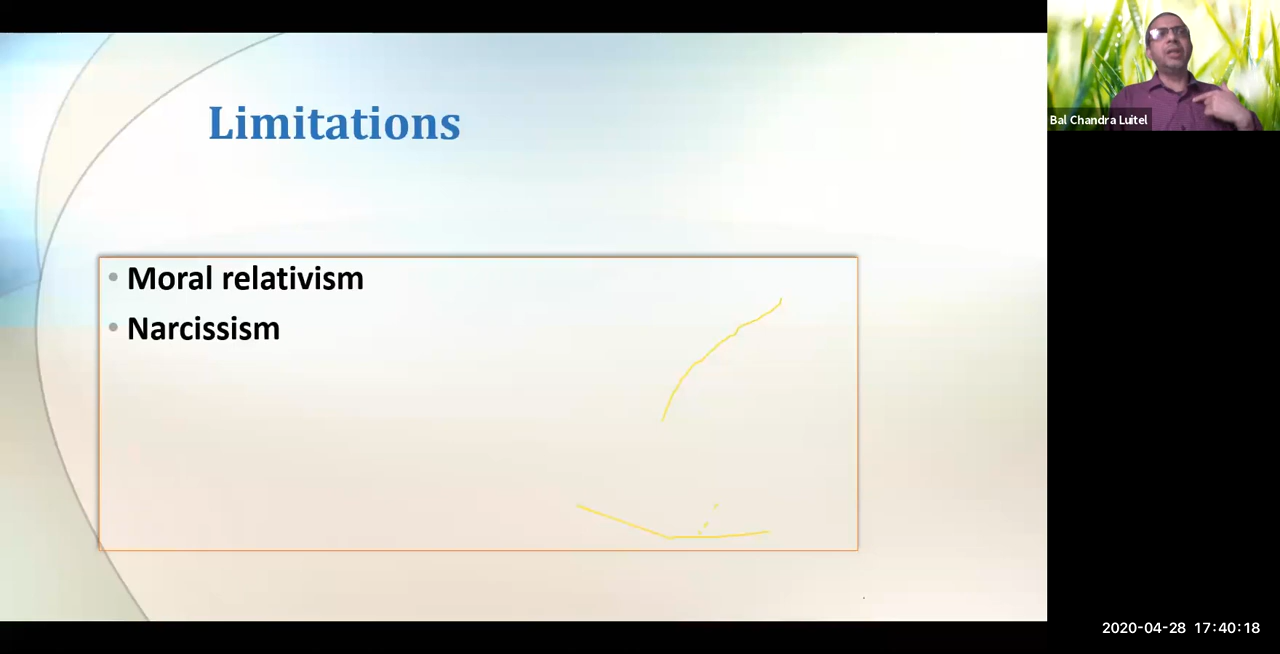 Limitations
• Moral relativism
• Narcissism
Bal Chandra Luitel
2020-04-28 17:40:18